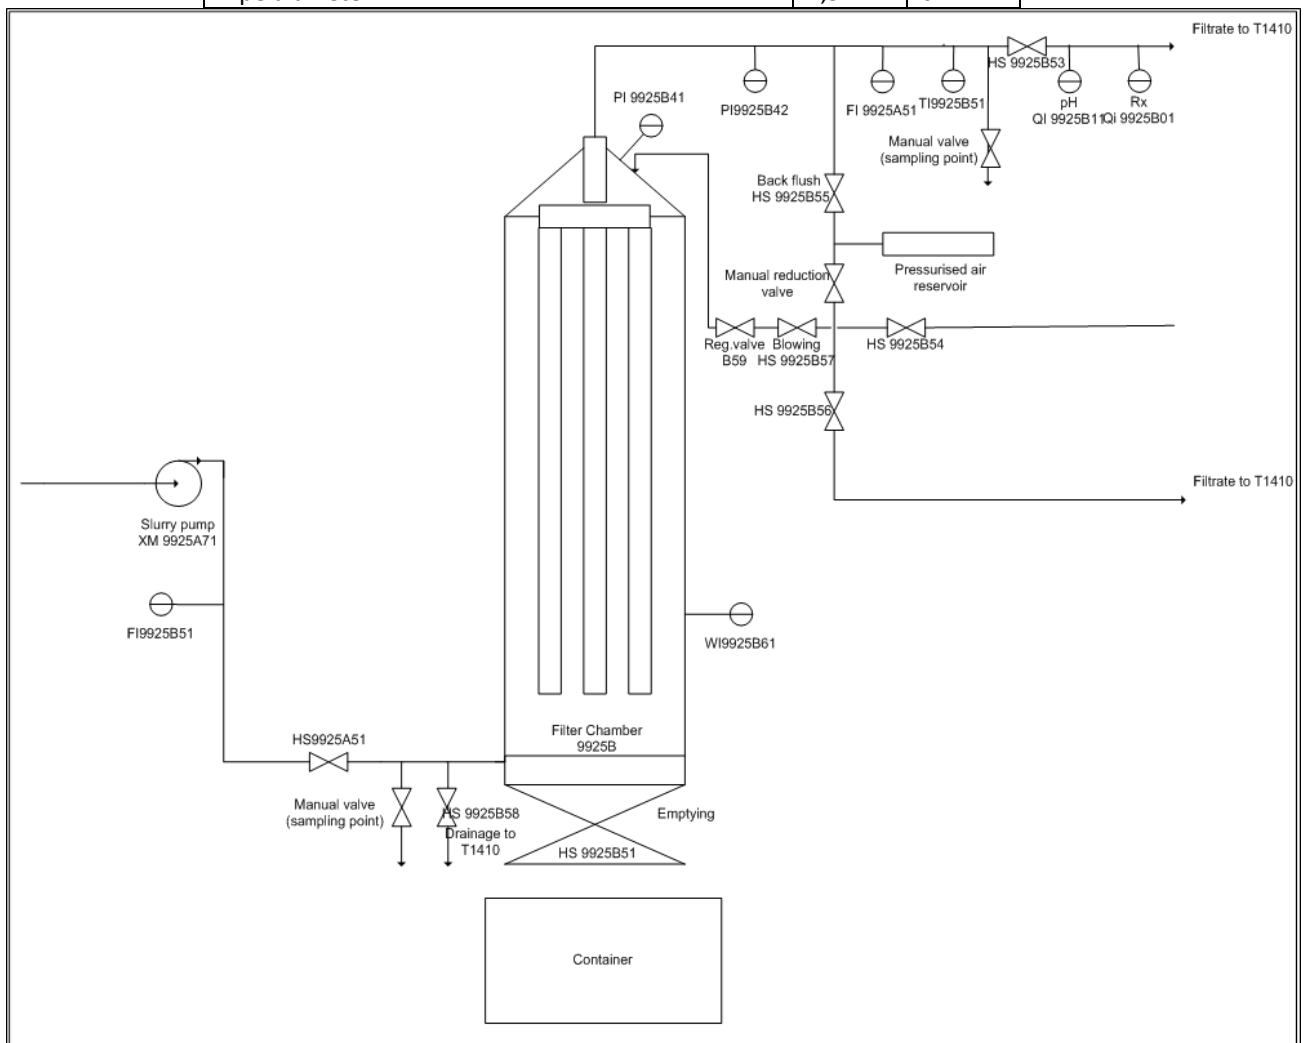 Filtrate to T1410
HS 9925B53
PI 9925B41
PI9925B42
FI 9925A51
TI9925B51
pH
QI 9925B11
Rx
Qi 9925B01
Manual valve
(sampling point)
Back flush
HS 9925B55
Manual reduction
valve
Pressurised air
reservoir
Reg.valve
B59
Blowing
HS 9925B57
HS 9925B54
HS 9925B56
Filtrate to T1410
Slurry pump
XM 9925A71
FI9925B51
WI9925B61
HS9925A51
Filter Chamber
9925B
Manual valve
(sampling point)
HS 9925B58
Drainage to
T1410
Emptying
HS 9925B51
Container